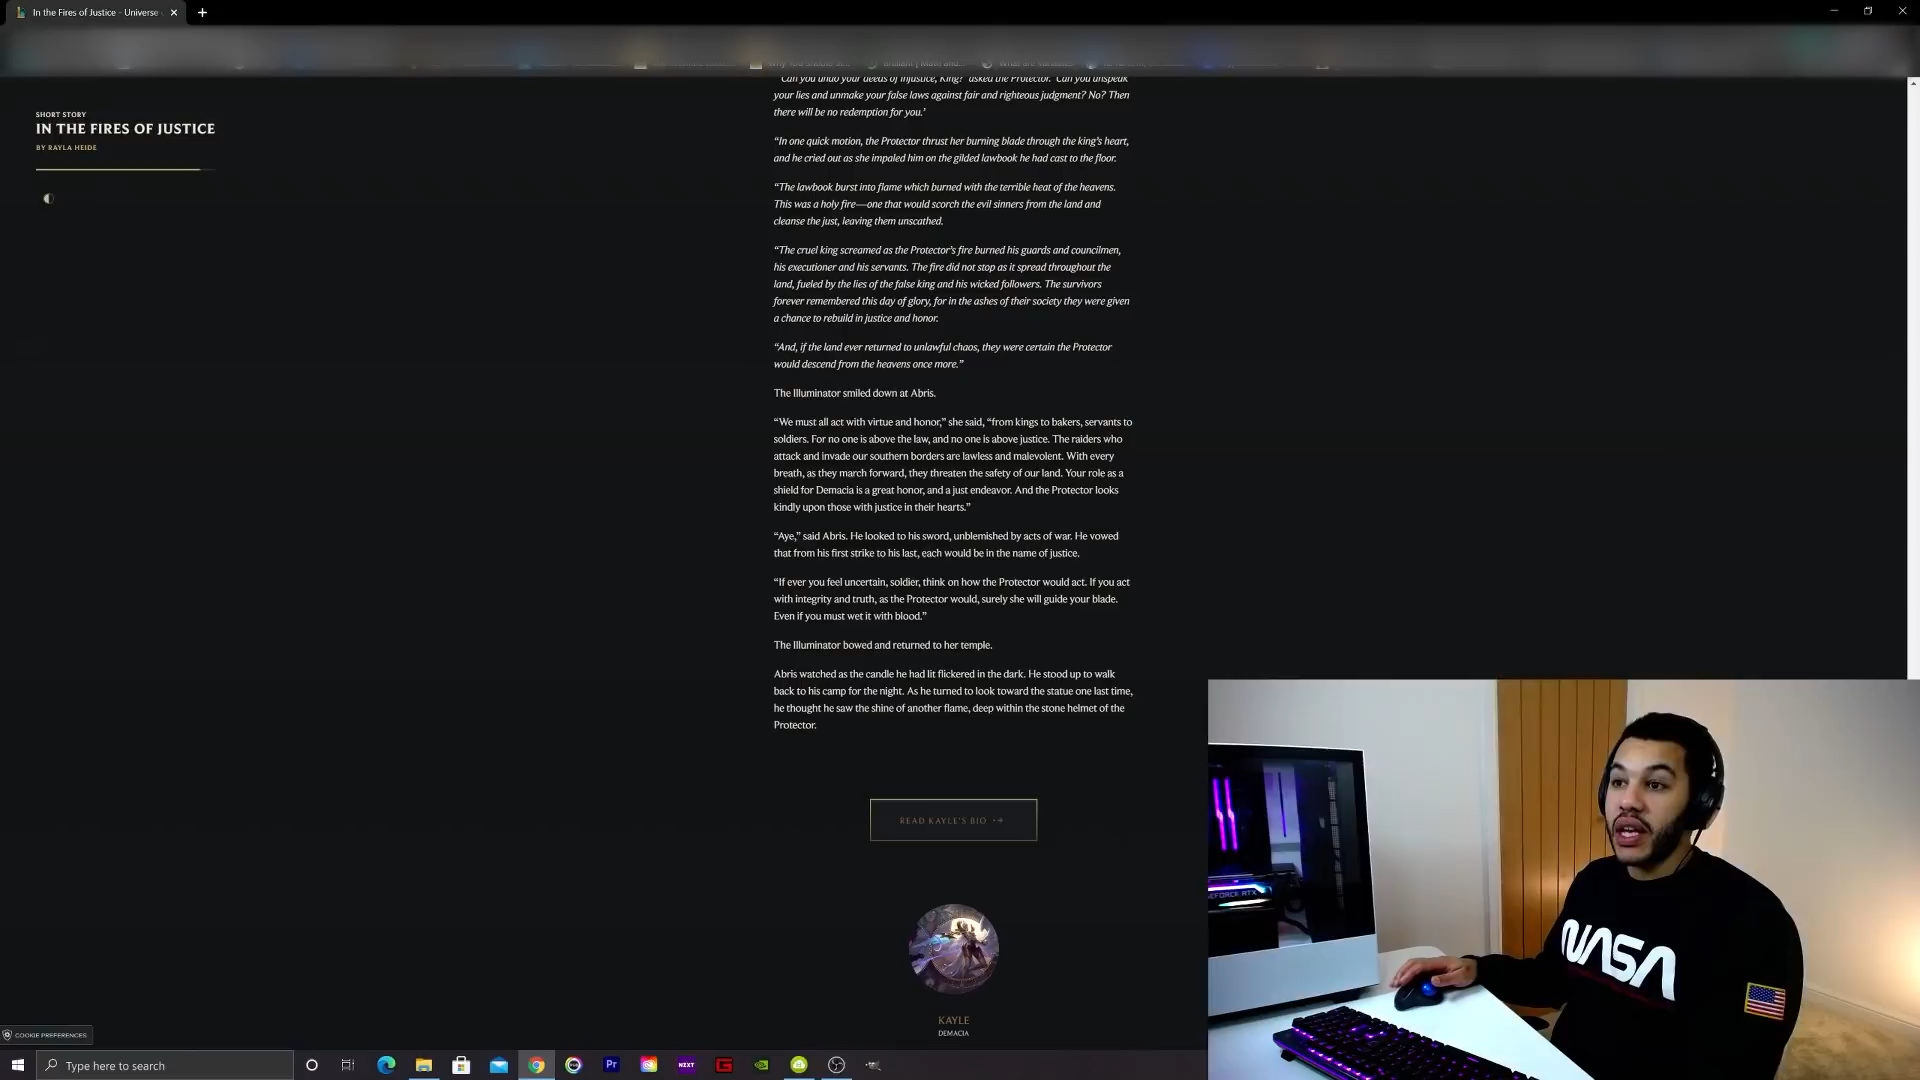 In the Fires of Justice - Universe
SHORT STORY
IN THE FIRES OF JUSTICE
BY RAYLA HEIDE
"Can you undo your deeds of injustice, King?' asked the Protector. 'Can you unspeak
your lies and unmake your false laws against fair and righteous judgment? No? Then
there will be no redemption for you.'
“In one quick motion, the Protector thrust her burning blade through the king's heart,
and he cried out as she impaled him on the gilded lawbook he had cast to the floor.
“The lawbook burst into flame which burned with the terrible heat of the heavens.
This was a holy fire—one that would scorch the evil sinners from the land and
cleanse the just, leaving them unscathed.
“The cruel king screamed as the Protector's fire burned his guards and councilmen,
his executioner and his servants. The fire did not stop as it spread throughout the
land, fueled by the lies of the false king and his wicked followers. The survivors
forever remembered this day of glory, for in the ashes of their society they were given
a chance to rebuild in justice and honor.
“And, if the land ever returned to unlawful chaos, they were certain the Protector
would descend from the heavens once more.”
The Illuminator smiled down at Abris.
“We must all act with virtue and honor,” she said, “from kings to bakers, servants to
soldiers. For no one is above the law, and no one is above justice. The raiders who
attack and invade our southern borders are lawless and malevolent. With every
breath, as they march forward, they threaten the safety of our land. Your role as a
shield for Demacia is a great honor, and a just endeavor. And the Protector looks
kindly upon those with justice in their hearts.”
“Aye,” said Abris. He looked to his sword, unblemished by acts of war. He vowed
that from his first strike to his last, each would be in the name of justice.
“If ever you feel uncertain, soldier, think on how the Protector would act. If you act
with integrity and truth, as the Protector would, surely she will guide your blade.
Even if you must wet it with blood.”
The Illuminator bowed and returned to her temple.
Abris watched as the candle he had lit flickered in the dark. He stood up to walk
back to his camp for the night. As he turned to look toward the statue one last time,
he thought he saw the shine of another flame, deep within the stone helmet of the
Protector.
READ KAYLE'S BIO
KAYLE
DEMACIA
COOKIE PREFERENCES
Type here to search
Pr
NEXT
GEFORCE RTX
NASA